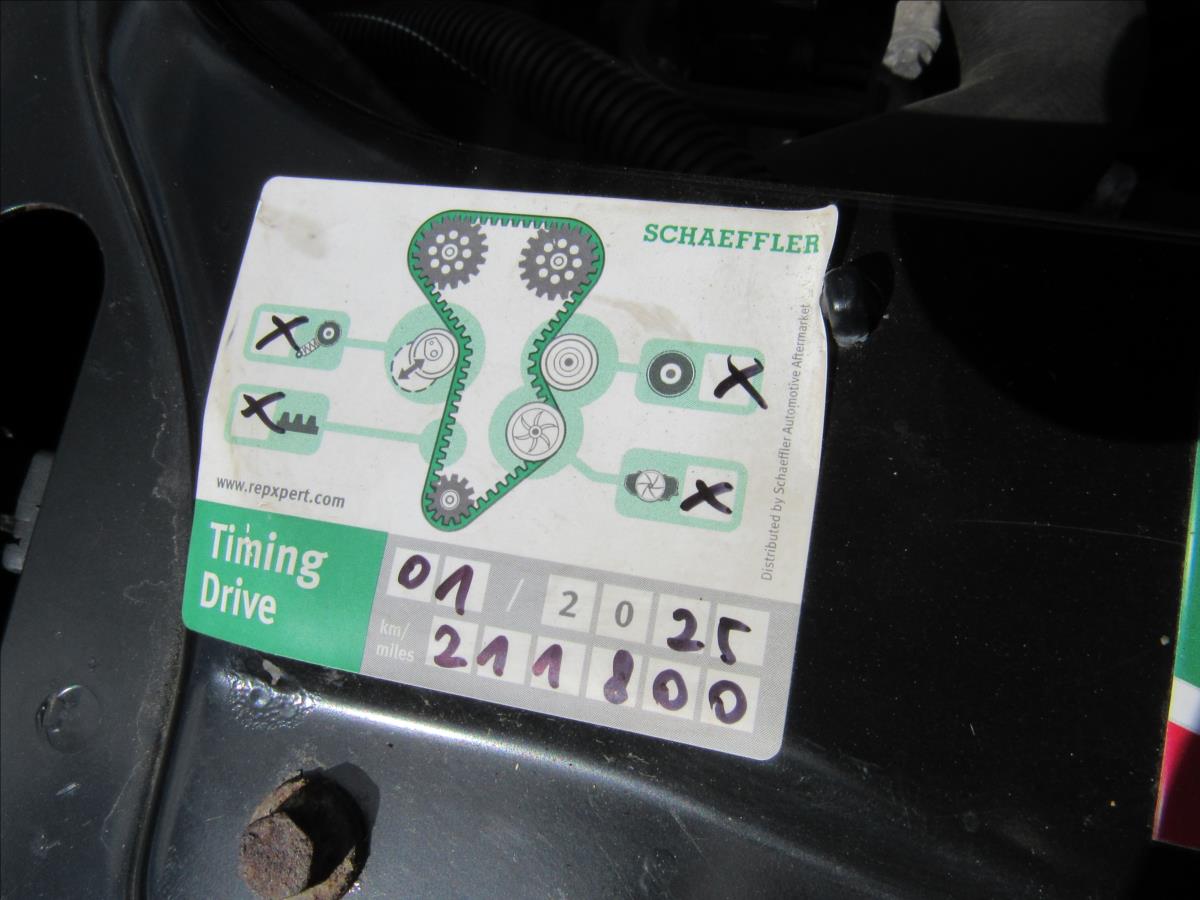 SCHAEFFLER
X
X
X
X
www.repxpert.com
Distributed by Schaeffler Automotive Aftermarket
Timing
Drive
01 / 2025
km/
miles
211800